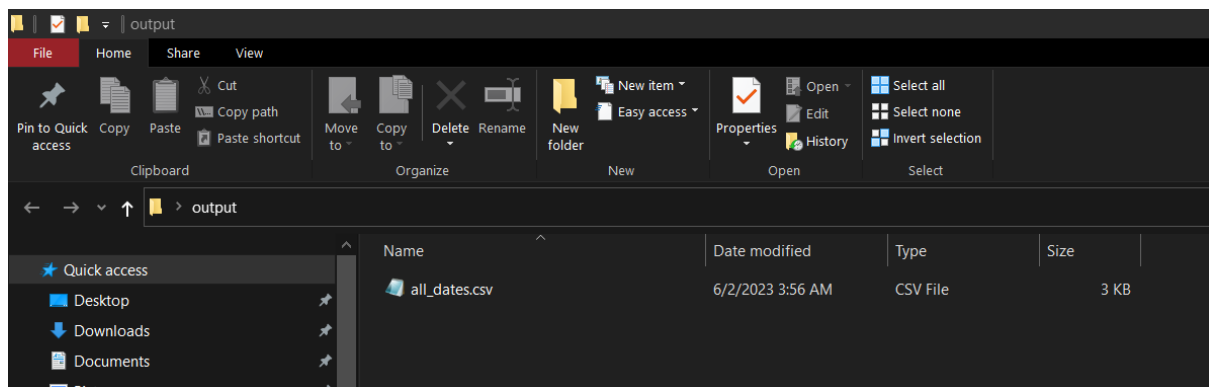 output
File Home Share View
Pin to Quick access
Copy
Paste
Cut
Copy path
Paste shortcut
Clipboard
Move to
Copy to
Delete
Rename
Organize
New folder
New item
Easy access
New
Properties
Open
Edit
History
Open
Select all
Select none
Invert selection
Select
output
Quick access
Desktop
Downloads
Documents
Name Date modified Type Size
all_dates.csv 6/2/2023 3:56 AM CSV File 3 KB